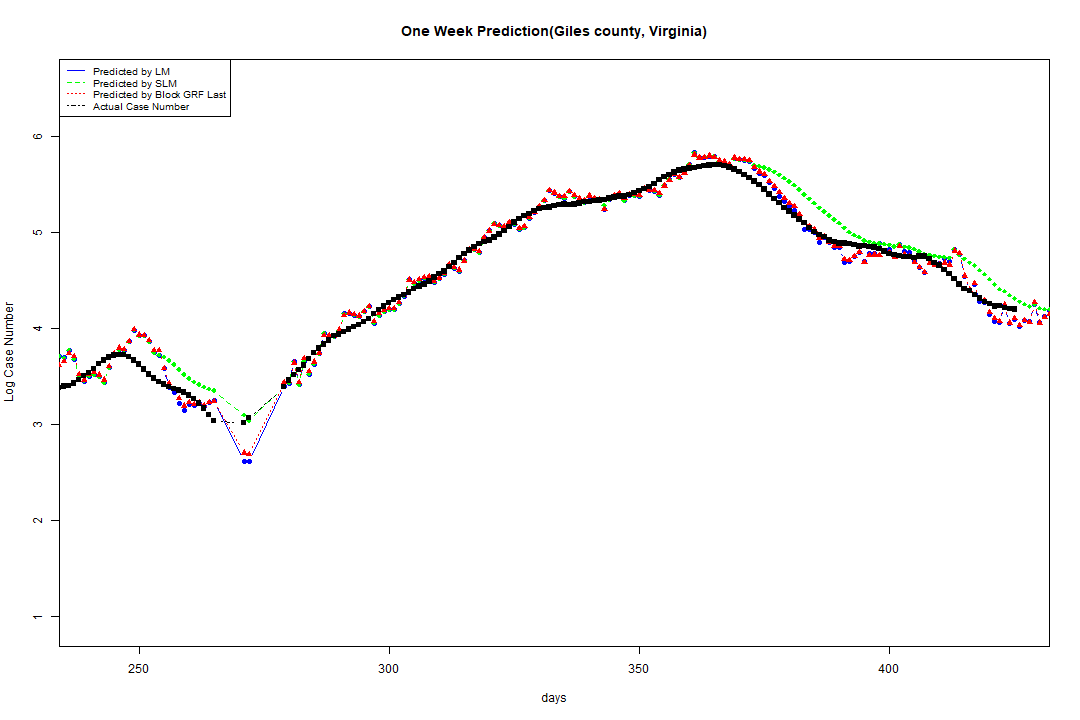 One Week Prediction(Giles county, Virginia)
Predicted by LM
Predicted by SLM
Predicted by Block GRF Last
Actual Case Number
6
5
4
3
2
1
Log Case Number
250
300
350
400
days